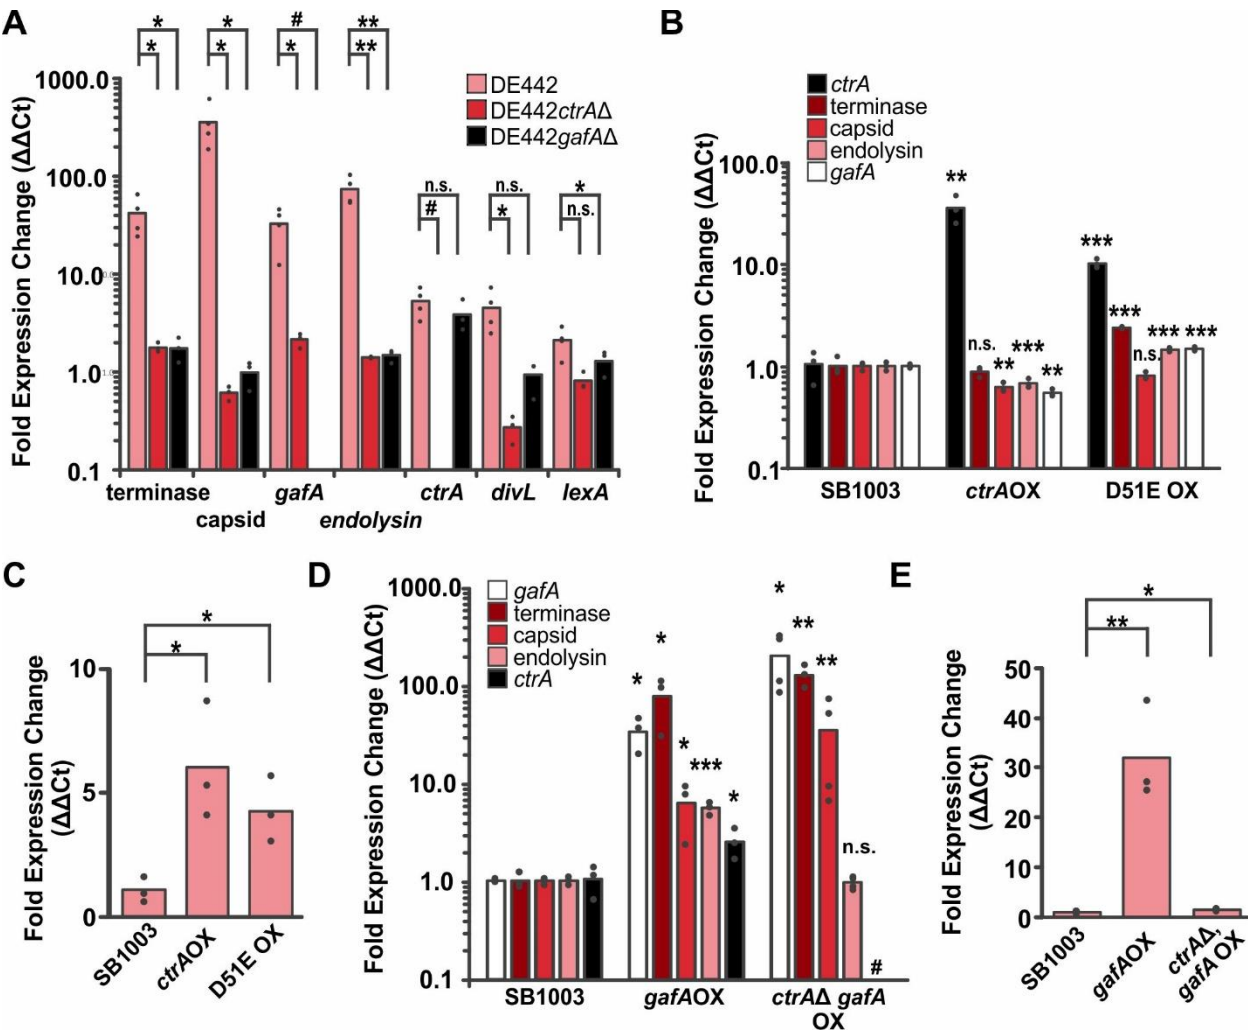 A
* * # **
* * * **
1000.0
100.0
10.0
1.0
0.1
Fold Expression Change (ΔΔCt)
DE442
DE442ctrAΔ
DE442gafAΔ
n.s. n.s. *
# * n.s.
terminase gafA ctrA divL lexA
capsid endolysin
B
ctrA
terminase
capsid
endolysin
gafA
Fold Expression Change (ΔΔCt)
100.0
10.0
1.0
0.1
** n.s. ** *** **
*** *** n.s. *** ***
SB1003 ctrAOX D51E OX
C
*
*
Fold Expression Change
(ΔΔCt)
10
5
0
SB1003
ctrAOX
D51E OX
D
gafA
terminase
capsid
endolysin
ctrA
Fold Expression Change (ΔΔCt)
1000.0
100.0
10.0
1.0
0.1
* * * *** *
* ** ** n.s. #
SB1003 gafAOX ctrAΔ gafA
OX
E
*
**
Fold Expression Change
(ΔΔCt)
50
40
30
20
10
0
SB1003
gafAOX
ctrAΔ,
gafA OX